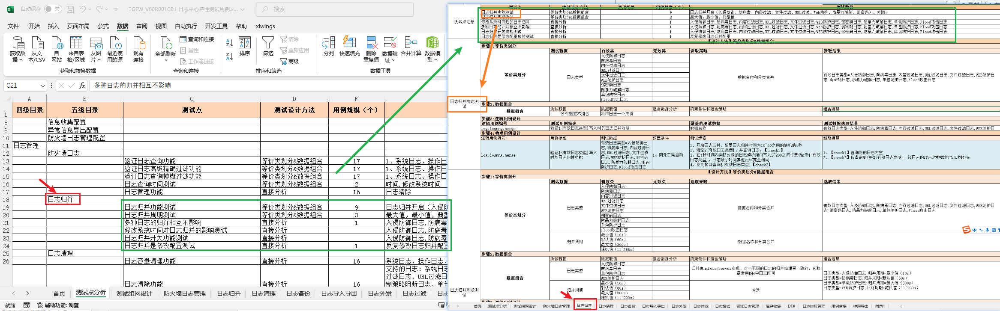 自动保存 关 TGFW_V60R001C01 日志中心特性测试用例.x... 搜索
文件 开始 插入 页面布局 公式 数据 审阅 视图 自动执行 开发工具 帮助 xlwings
获取数据 从文本/CSV 自网站 来自表格/区域 从图片 最近使用的源 现有连接
全部刷新 查询和连接 属性 工作簿链接
排序 筛选 清除 重新应用 高级
分列 快速填充 删除重复值 数据验证 合并计算 数据模型
获取和转换数据 查询和连接 排序和筛选 数据工具
C21 fx 多种日志的归并相互不影响
A B C D F
1 四级目录 五级目录 测试点 测试设计方法 用例规模（个）
8 信息收集配置
9 异常信息导出配置
10 防火墙日志管理配置
11 日志管理
12 防火墙日志
13 验证日志查询功能 等价类划分&数据组合 17 1、系统日志、操作日
14 验证日志高级精确过滤功能 等价类划分&数据组合 17 1、系统日志、操作日
15 验证日志查询模糊过滤功能 等价类划分&数据组合 17 1、系统日志、操作日
16 日志查询时间测试 等价类划分&数据组合 2 时间,修改系统时间
17 日志管理功能 直接分析 16 日志清除
18 日志归并
19 日志归并功能测试 等价类划分&数据组合 9 日志归并开启（入侵防
20 日志归并周期测试 等价类划分&数据组合 3 最大值，最小值，典型
21 多种日志的归并相互不影响 直接分析 1 入侵防御日志,防病毒
22 修改系统时间对日志归并的影响测试 直接分析 入侵防御日志,防病毒
23 日志归并开关功能测试 直接分析 入侵防御日志,防病毒
24 日志归并是修改配置测试 直接分析 1 反复修改日志归并配置
25 日志清理
26 日志容量清理功能 直接分析 16 系统日志、操作日志、
支持的日志：系统日志
过滤日志、URL过滤日
日志清除功能 直接分析 16 制策略阻断日志、单包
首页 测试点分析 测试组网设计 防火墙日志管理 日志归并 日志清理 日志备份 日志导入导出 日志外发 日志过滤
就绪 辅助功能: 调查
测试点 测试设计方法 适用场景 用例规模（个） 测试数据
测试点汇总
日志归并功能测试 等价类划分&数据组合 9 日志归并开启（入侵防御、防病毒、内容过滤、文件过滤、URL过滤、Web防护、防暴力破解、弱密码）、关闭。
日志归并周期测试 等价类划分&数据组合 3 最大值，最小值，典型值
修改系统时间后的日志归并 直接分析 1 入侵防御日志,防病毒日志,内容过滤日志,URL过滤日志,文件过滤日志,WEB防护日志,弱密码日志,防暴力破解日志,单包防护日志,Flood攻击日志
多种日志的归并相互不影响 直接分析 1 入侵防御日志,防病毒日志,内容过滤日志,URL过滤日志,文件过滤日志,WEB防护日志,弱密码日志,防暴力破解日志,单包防护日志,Flood攻击日志
日志归并开关功能测试 直接分析 1 入侵防御日志,防病毒日志,内容过滤日志,URL过滤日志,文件过滤日志,WEB防护日志,弱密码日志,防暴力破解日志,单包防护日志,Flood攻击日志
日志归并是修改配置疲劳测试 直接分析 1 反复修改日志归并配置
【设计方法】等价类划分&数据组合
日志归并功能测试
步骤1:等价类划分
测试数据 有效类 无效类 选取策略 选取结果
等价类划分 日志类型
入侵防御日志
防病毒日志
内容过滤日志
URL过滤日志
文件过滤日志
WEB防护日志
弱密码日志
防暴力破解日志
单包防护日志
Flood攻击日志
数据名称和分类合并
有效日志类型=入侵防御日志,防病毒日志,内容过滤日志,URL过滤日志,文件过滤日志,WEB防护日
志,弱密码日志,防暴力破解日志,单包防护日志,Flood攻击日志
步骤2:数据组合
数据组合 测试数据 数据取值 组合数据分析 约束条件和组合策略 组合结果
所有数据不组合 每种日志一个用例
步骤3:逻辑用例设计
逻辑用例编号 测试用例描述 覆盖的测试数据 测试数据选取结果
log.logmng.merge 验证${有效日志类型}写入时的日志归并功能 数据名称 有效日志类型=入侵防御日志,防病毒日志,内容过滤日志,URL过滤日志,文件过滤日志,WEB防护日
步骤4:物理用例设计
逻辑用例编号 用例标题 测试数据 预置条件 测试步骤 预期结果
log.logmng.merge
验证${有效日志类型}写入
时的日志归并功能
有效日志类型=入侵防御日
志,防病毒日志,内容过滤日
志,URL过滤日志,文件过滤
日志,WEB防护日志,弱密码
日志,防暴力破解日志,单包
防护日志,Flood攻击日志
1、网元正常启动
1、开启日志归并，配置日志归并时间为10~60之间的随机值t秒
2、清空${有效日志类型}，并查询日志。【check1】
3、在t秒时间内向防火墙的日志侦听端口写入2~200之间任意值n条${有效
日志类型}，日志除了时间其他内容完全相同
4、使用接口查询${有效日志类型}【check2】
1、【check1】查询到的日志为空
2、【check2】仅查询到1条${有效日志类型}，该日志的攻击次数或者出现次数为n
【设计方法】等价类划分&数据组合
步骤1:等价类划分
测试数据 有效类 无效类 选取策略 选取结果
等价类划分 日志类型
入侵防御日志
防病毒日志
内容过滤日志
URL过滤日志
文件过滤日志
WEB防护日志
弱密码日志
防暴力破解日志
单包防护日志
Flood攻击日志
数据名称和分类合并
有效日志类型=入侵防御日志,防病毒日志,内容过滤日志,URL过滤日志,文件过滤日志,WEB防护日
志,弱密码日志,防暴力破解日志,单包防护日志,Flood攻击日志
归并周期
最小值（10s）
默认值（60s）
最大值（300s）
随机值（11~299s）
数据名称和分类合并
步骤2:数据组合
测试数据 数据取值 组合数据分析 约束条件和组合策略 组合结果
数据组合 日志类型
入侵防御日志
防病毒日志
单包防护日志
WEB防护日志
归并有ngfwlogserver实现，对与不同的日志的归并处理事一致的，选取
最常用的4中日志即可
归并周期
最小值（10s）
默认值（60s）
最大值（300s）
随机值（11~299s）
全选
日志类型=入侵防御日志;归并周期=最小值（10s）
日志类型=防病毒日志;归并周期=默认值（60s）
日志类型=单包防护日志;归并周期=最大值（300s）
日志类型=WEB防护日志;归并周期=随机值（11~299s）
日志归并周期测试
首页 测试点分析 测试组网设计 防火墙日志管理 日志归并 日志清理 日志备份 日志导入导出 日志外发 日志过滤 日志格式 调试日志管理 信息收集 DFX 日志进程管理 用例全集 禅道导出 附录1 +
中